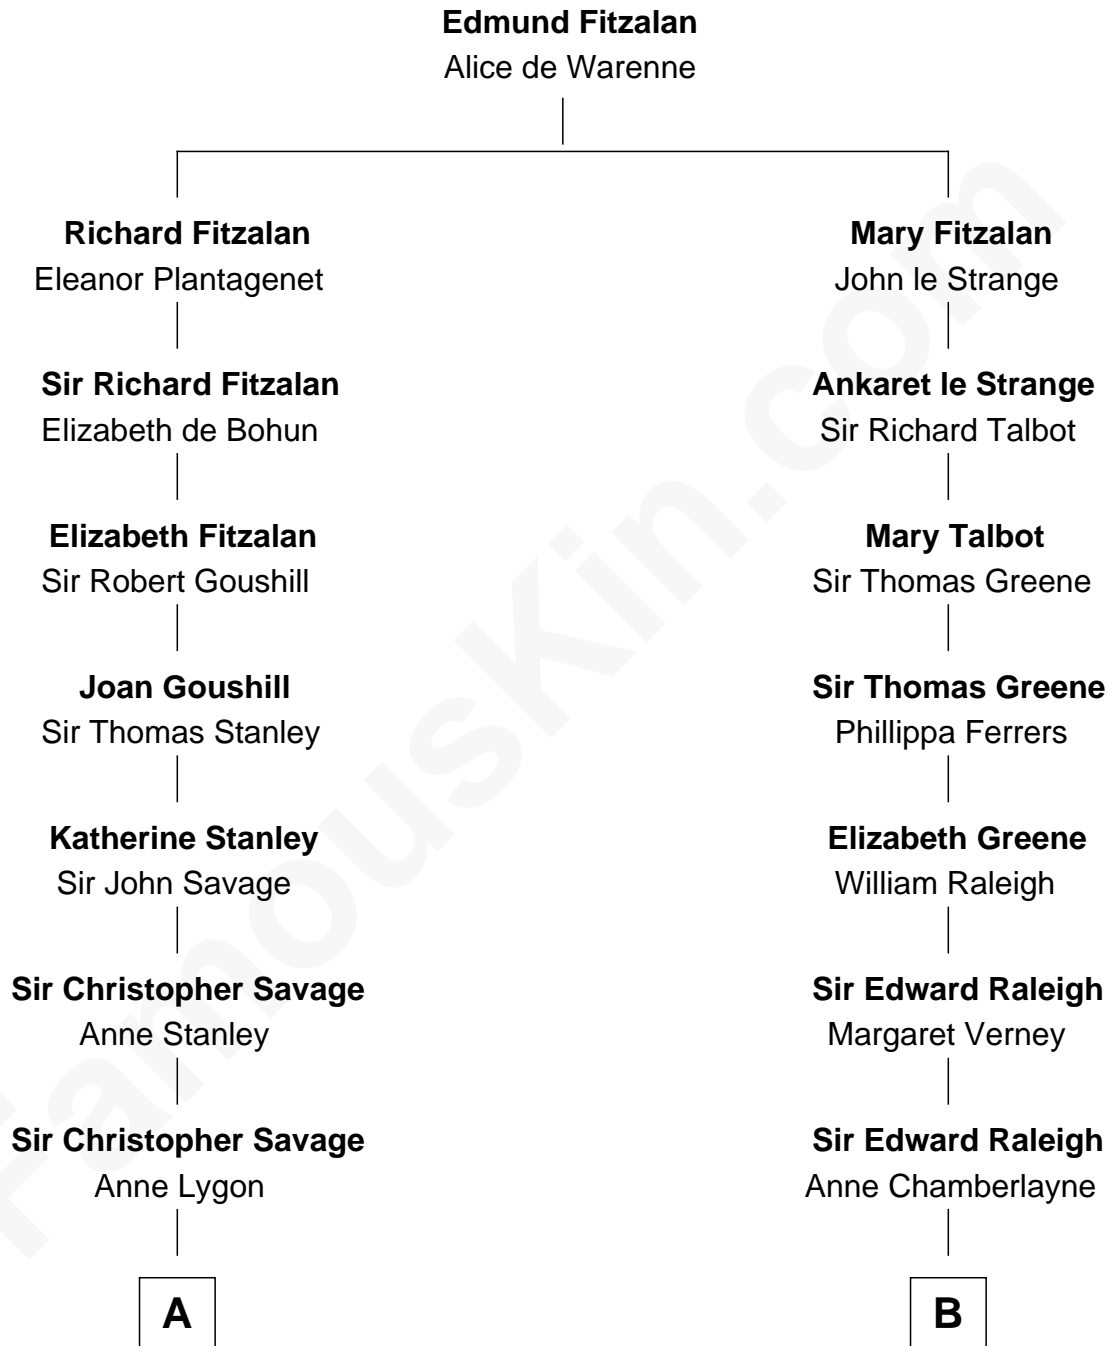 Edmund Fitzalan
Alice de Warenne
Richard Fitzalan
Eleanor Plantagenet
Mary Fitzalan
John le Strange
Sir Richard Fitzalan
Elizabeth de Bohun
Ankaret le Strange
Sir Richard Talbot
Elizabeth Fitzalan
Sir Robert Goushill
Mary Talbot
Sir Thomas Greene
Joan Goushill
Sir Thomas Stanley
Sir Thomas Greene
Phillippa Ferrers
Katherine Stanley
Sir John Savage
Elizabeth Greene
William Raleigh
Sir Christopher Savage
Anne Stanley
Sir Edward Raleigh
Margaret Verney
Sir Christopher Savage
Anne Lygon
Sir Edward Raleigh
Anne Chamberlayne
A
B
FamousKin.com